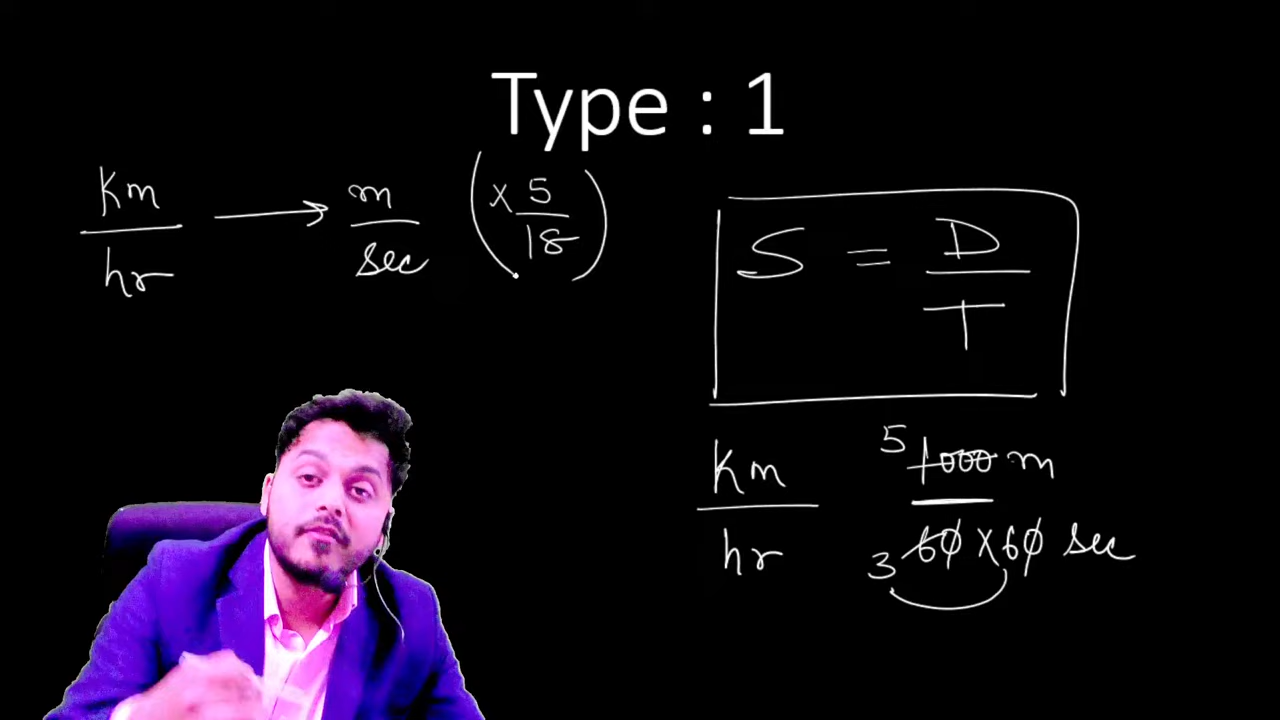 Type : 1
Km/hr → m/sec (× 5/18)
S = D/T
Km/hr 5 1000 m
3 60 × 60 sec